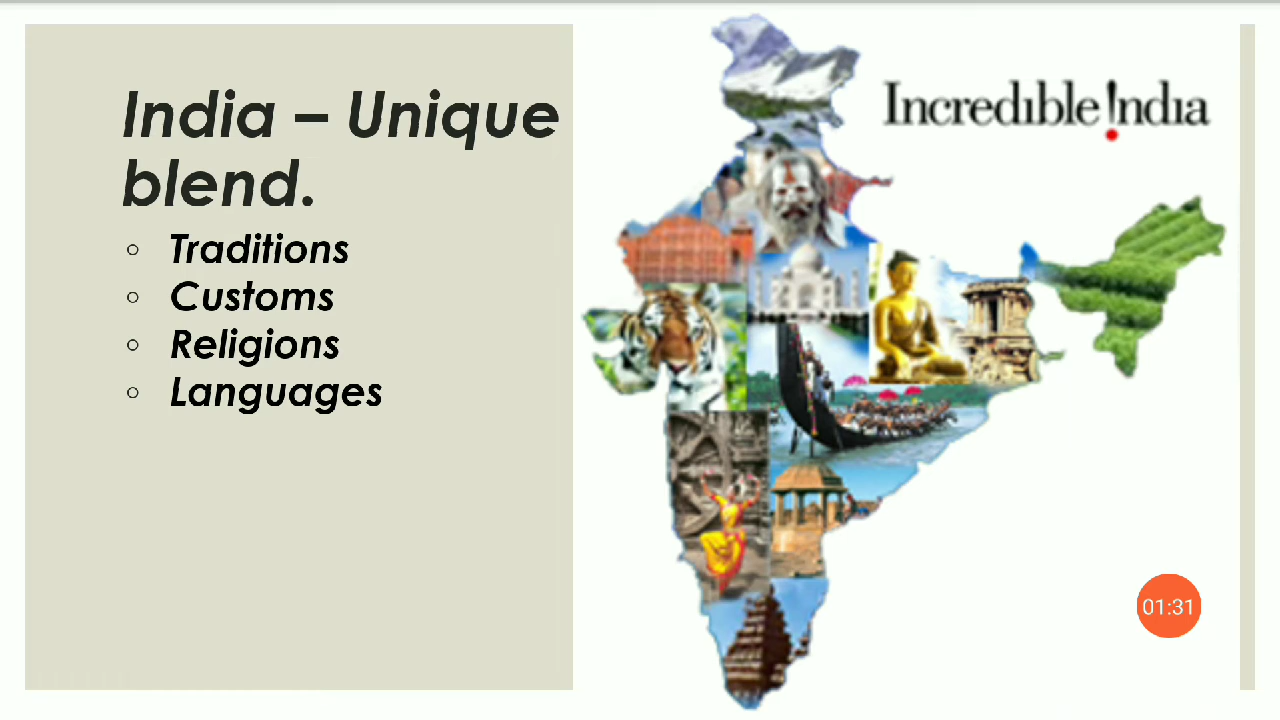 India – Unique
blend.
Traditions
Customs
Religions
Languages
Incredible !ndia
01:31